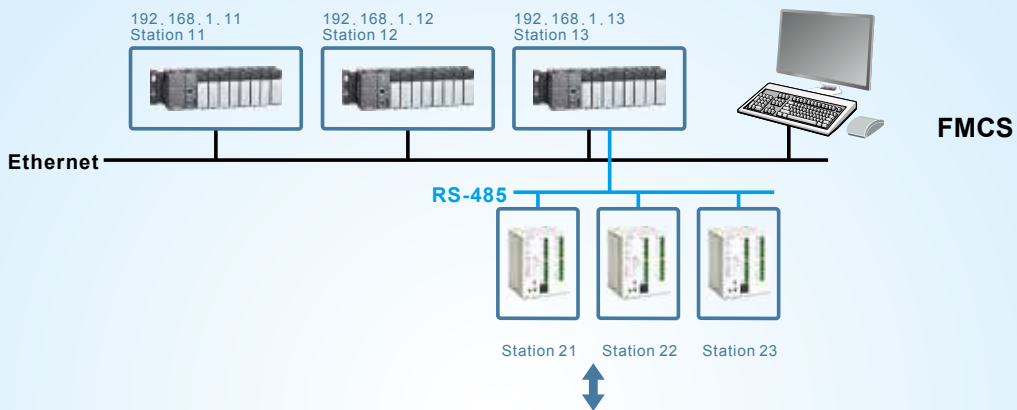 192.168.1.11
Station 11
192.168.1.12
Station 12
192.168.1.13
Station 13
FMCS
Ethernet
RS-485
Station 21
Station 22
Station 23